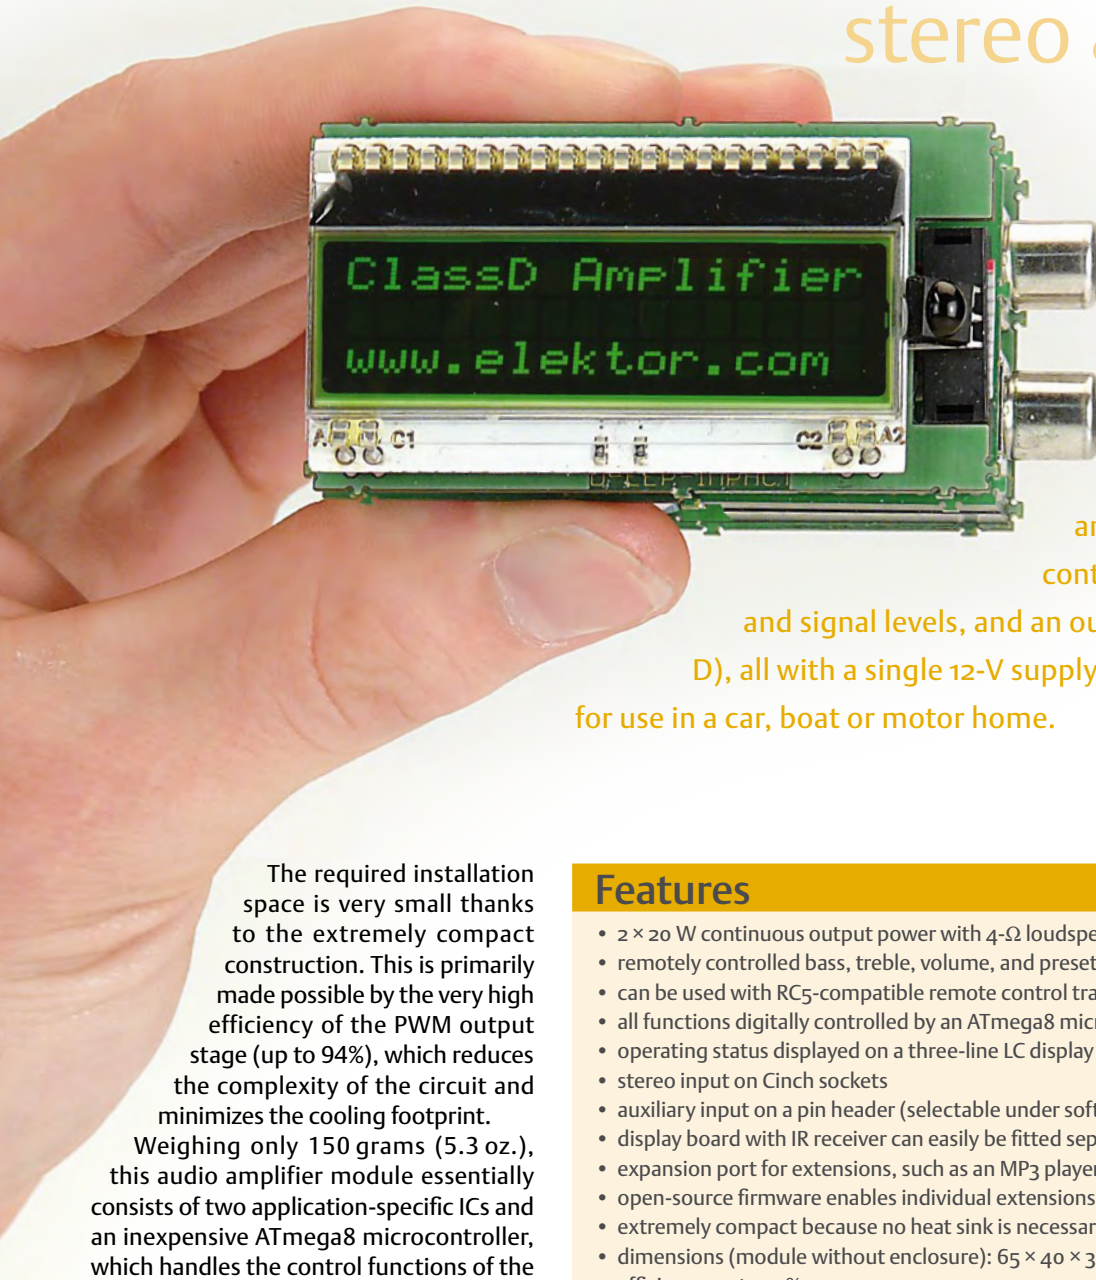 stereo
ClassD Amplifier
www.elektor.com
A C1
C2 A2
and signal levels, and an
D), all with a single 12-V supply
for use in a car, boat or motor home.
The required installation
space is very small thanks
to the extremely compact
construction. This is primarily
made possible by the very high
efficiency of the PWM output
stage (up to 94%), which reduces
the complexity of the circuit and
minimizes the cooling footprint.
Weighing only 150 grams (5.3 oz.),
this audio amplifier module essentially
consists of two application-specific ICs and
an inexpensive ATmega8 microcontroller,
which handles the control functions of the
Features
• 2 × 20 W continuous output power with 4-Ω
• remotely controlled bass, treble, volume, and preset
• can be used with RC5-compatible remote control
• all functions digitally controlled by an ATmega8
• operating status displayed on a three-line LC display
• stereo input on Cinch sockets
• auxiliary input on a pin header (selectable under
• display board with IR receiver can easily be fitted
• expansion port for extensions, such as an MP3 player
• open-source firmware enables individual extensions
• extremely compact because no heat sink is
• dimensions (module without enclosure): 65 × 40 ×